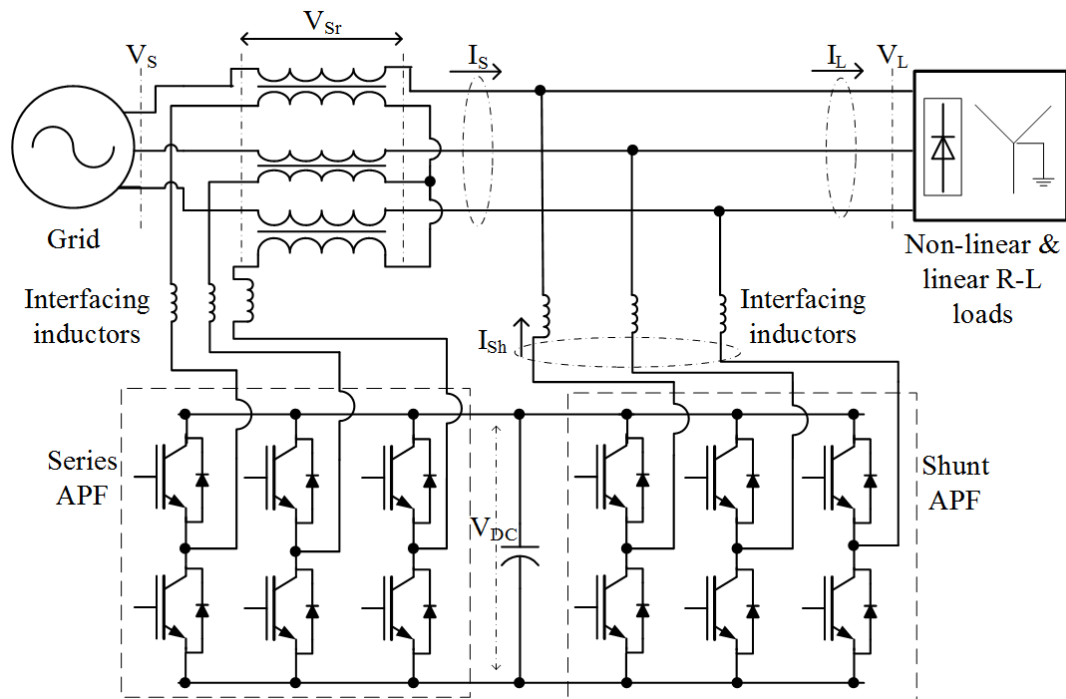 V_Sr
V_S
I_S
I_L
V_L
Grid
Non-linear &
linear R-L
loads
Interfacing
inductors
Interfacing
inductors
I_Sh
Series
APF
Shunt
APF
V_DC